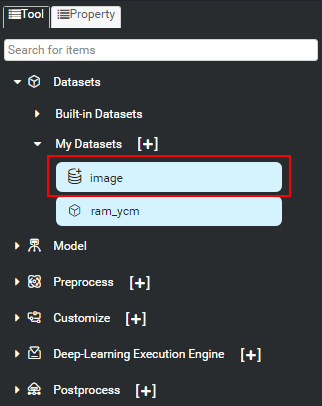 Tool Property
Search for items
Datasets
Built-in Datasets
My Datasets [+]
image
ram_ycm
Model
Preprocess [+]
Customize [+]
Deep-Learning Execution Engine [+]
Postprocess [+]